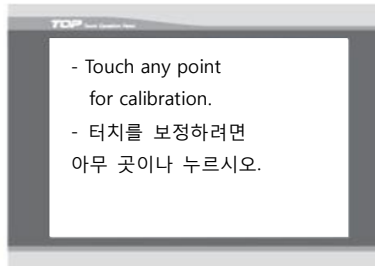 TOP
- Touch any point
for calibration.
- 터치를 보정하려면
아무 곳이나 누르시오.